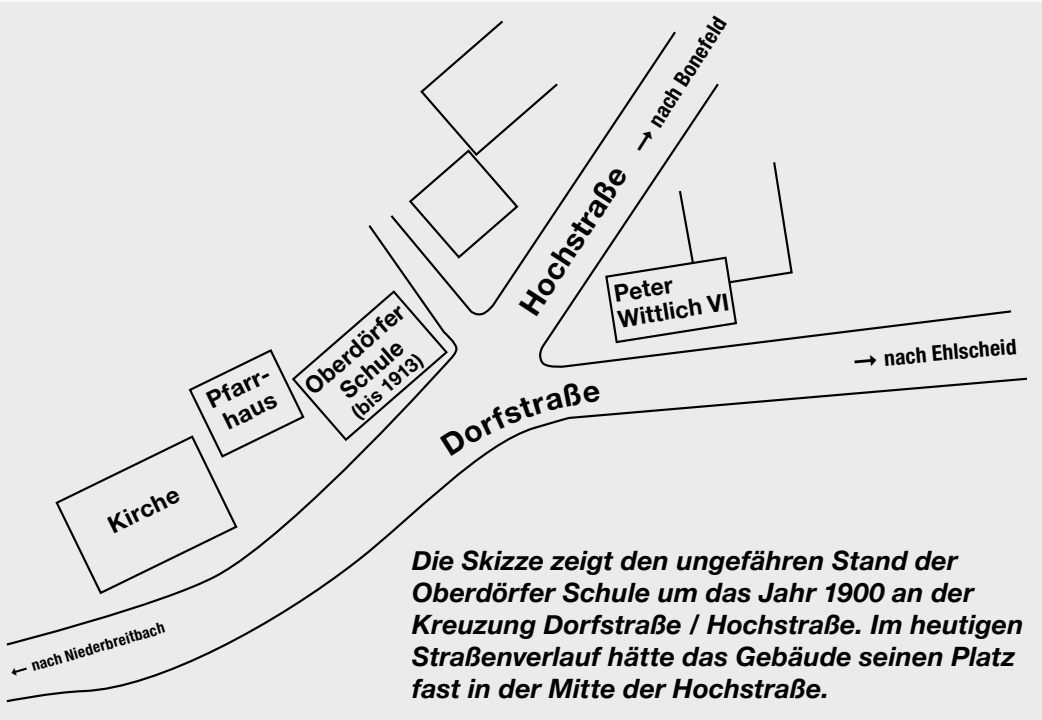 → nach Bonefeld
Hochstraße
Peter
Wittlich VI
Oberdörfer
Schule
(bis 1913)
→ nach Ehlscheid
Pfarr-
haus
Dorfstraße
Kirche
← nach Niederbreitbach
Die Skizze zeigt den ungefähren Stand der
Oberdörfer Schule um das Jahr 1900 an der
Kreuzung Dorfstraße / Hochstraße. Im heutigen
Straßenverlauf hätte das Gebäude seinen Platz
fast in der Mitte der Hochstraße.